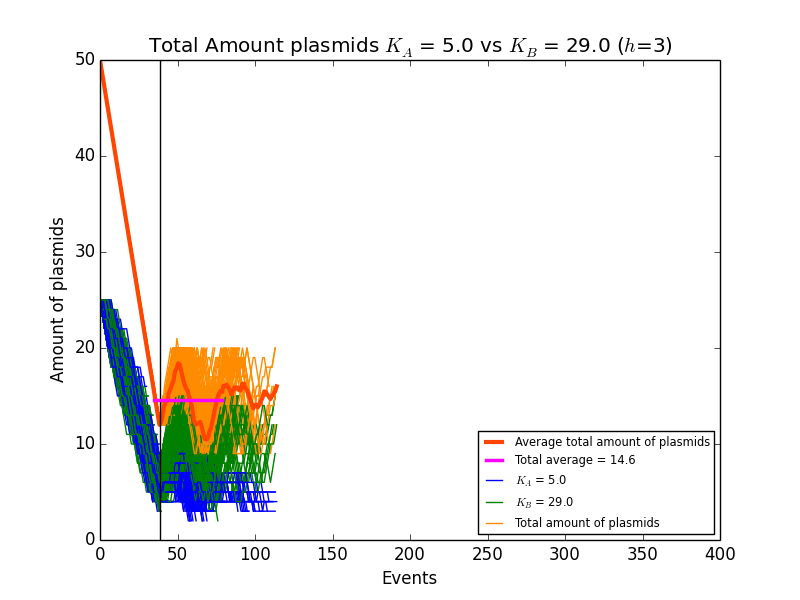 Total Amount plasmids K_A = 5.0 vs K_B = 29.0 (h=3)
Amount of plasmids
50
40
30
20
10
0
0 50 100 150 200 250 300 350 400
Events
Average total amount of plasmids
Total average = 14.6
K_A = 5.0
K_B = 29.0
Total amount of plasmids